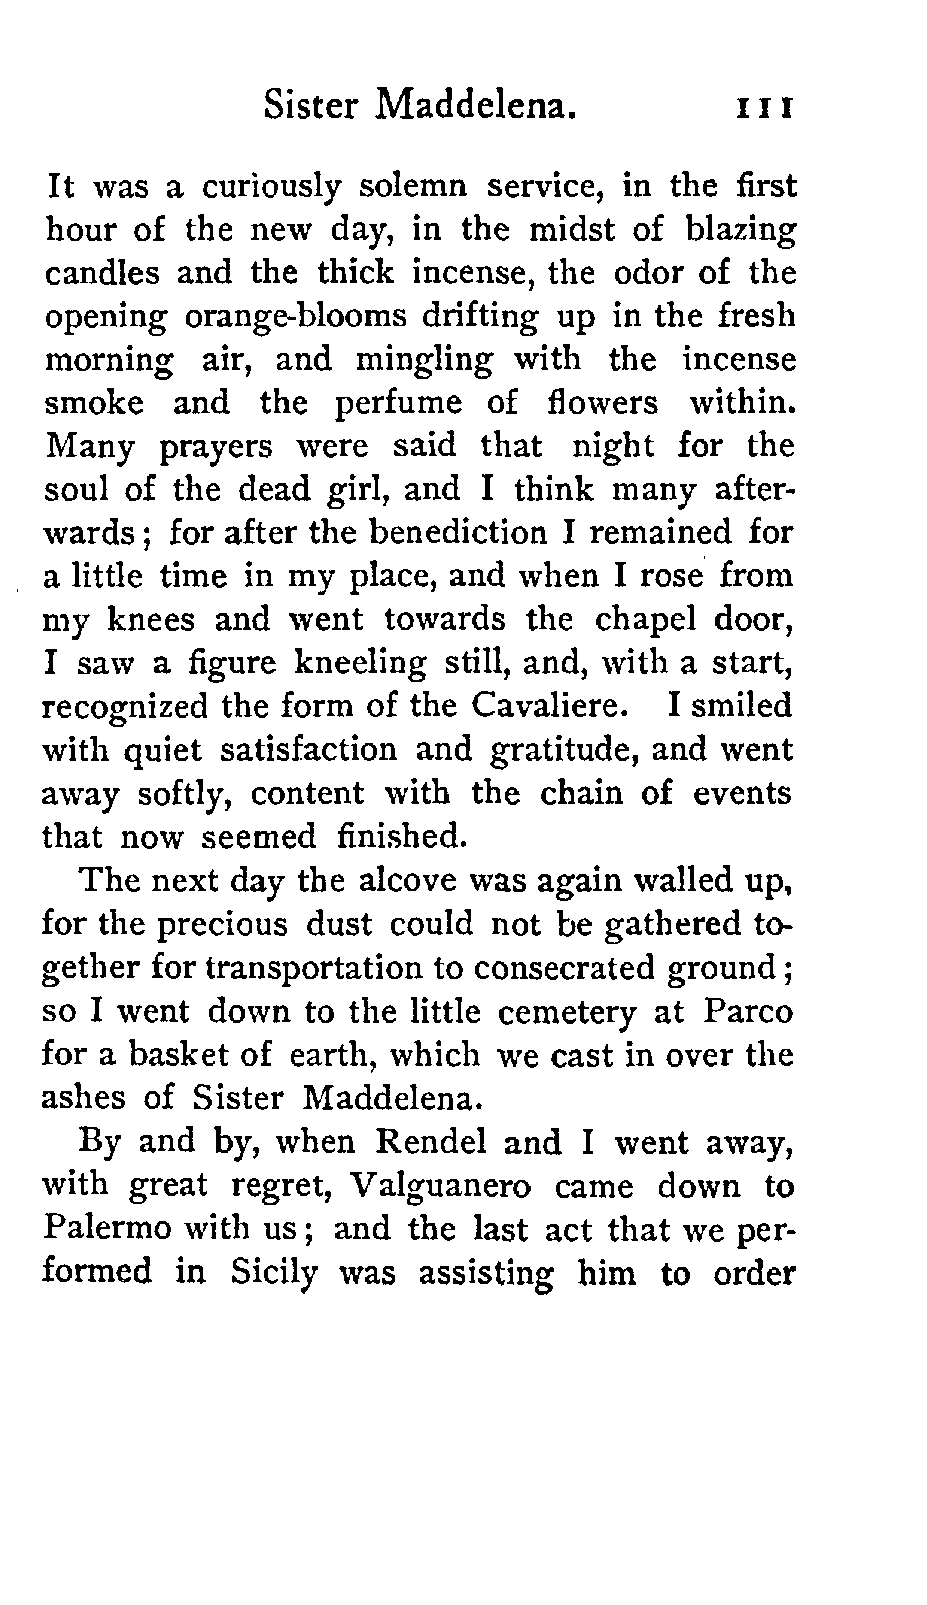 Sister Maddelena. 111
It was a curiously solemn service, in the first
hour of the new day, in the midst of blazing
candles and the thick incense, the odor of the
opening orange-blooms drifting up in the fresh
morning air, and mingling with the incense
smoke and the perfume of flowers within.
Many prayers were said that night for the
soul of the dead girl, and I think many after-
wards; for after the benediction I remained for
a little time in my place, and when I rose from
my knees and went towards the chapel door,
I saw a figure kneeling still, and, with a start,
recognized the form of the Cavaliere. I smiled
with quiet satisfaction and gratitude, and went
away softly, content with the chain of events
that now seemed finished.
The next day the alcove was again walled up,
for the precious dust could not be gathered to-
gether for transportation to consecrated ground;
so I went down to the little cemetery at Parco
for a basket of earth, which we cast in over the
ashes of Sister Maddelena.
By and by, when Rendel and I went away,
with great regret, Valguanero came down to
Palermo with us; and the last act that we per-
formed in Sicily was assisting him to order